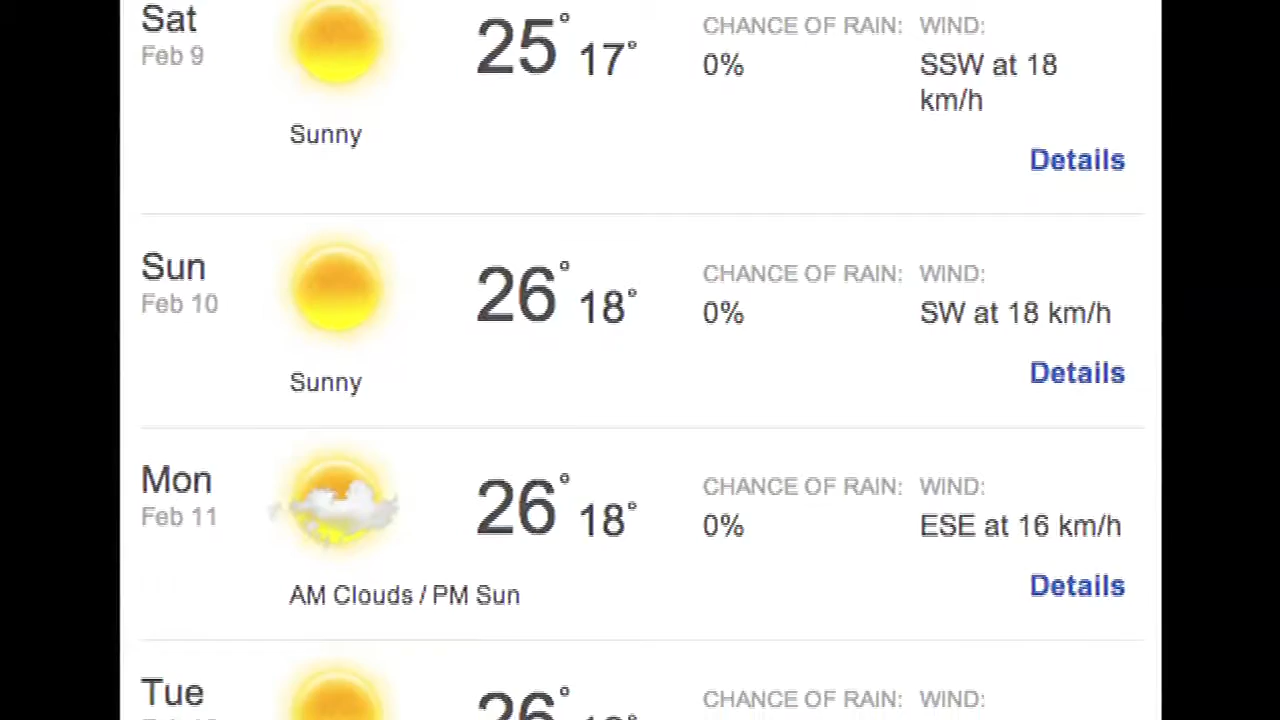 Sat
Feb 9
Sunny
25° 17°
CHANCE OF RAIN:
0%
WIND:
SSW at 18
km/h
Details
Sun
Feb 10
Sunny
26° 18°
CHANCE OF RAIN:
0%
WIND:
SW at 18 km/h
Details
Mon
Feb 11
AM Clouds / PM Sun
26° 18°
CHANCE OF RAIN:
0%
WIND:
ESE at 16 km/h
Details
Tue
26°
CHANCE OF RAIN:
WIND: